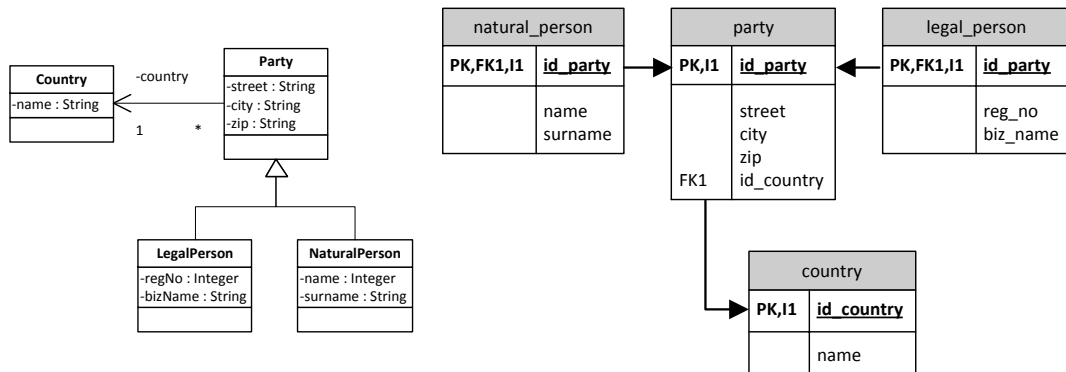 Country
-name : String
-country
1
*
Party
-street : String
-city : String
-zip : String
LegalPerson
-regNo : Integer
-bizName : String
NaturalPerson
-name : Integer
-surname : String
natural_person
PK,FK1,I1 id_party
name
surname
party
PK,I1 id_party
street
city
zip
FK1 id_country
legal_person
PK,FK1,I1 id_party
reg_no
biz_name
country
PK,I1 id_country
name